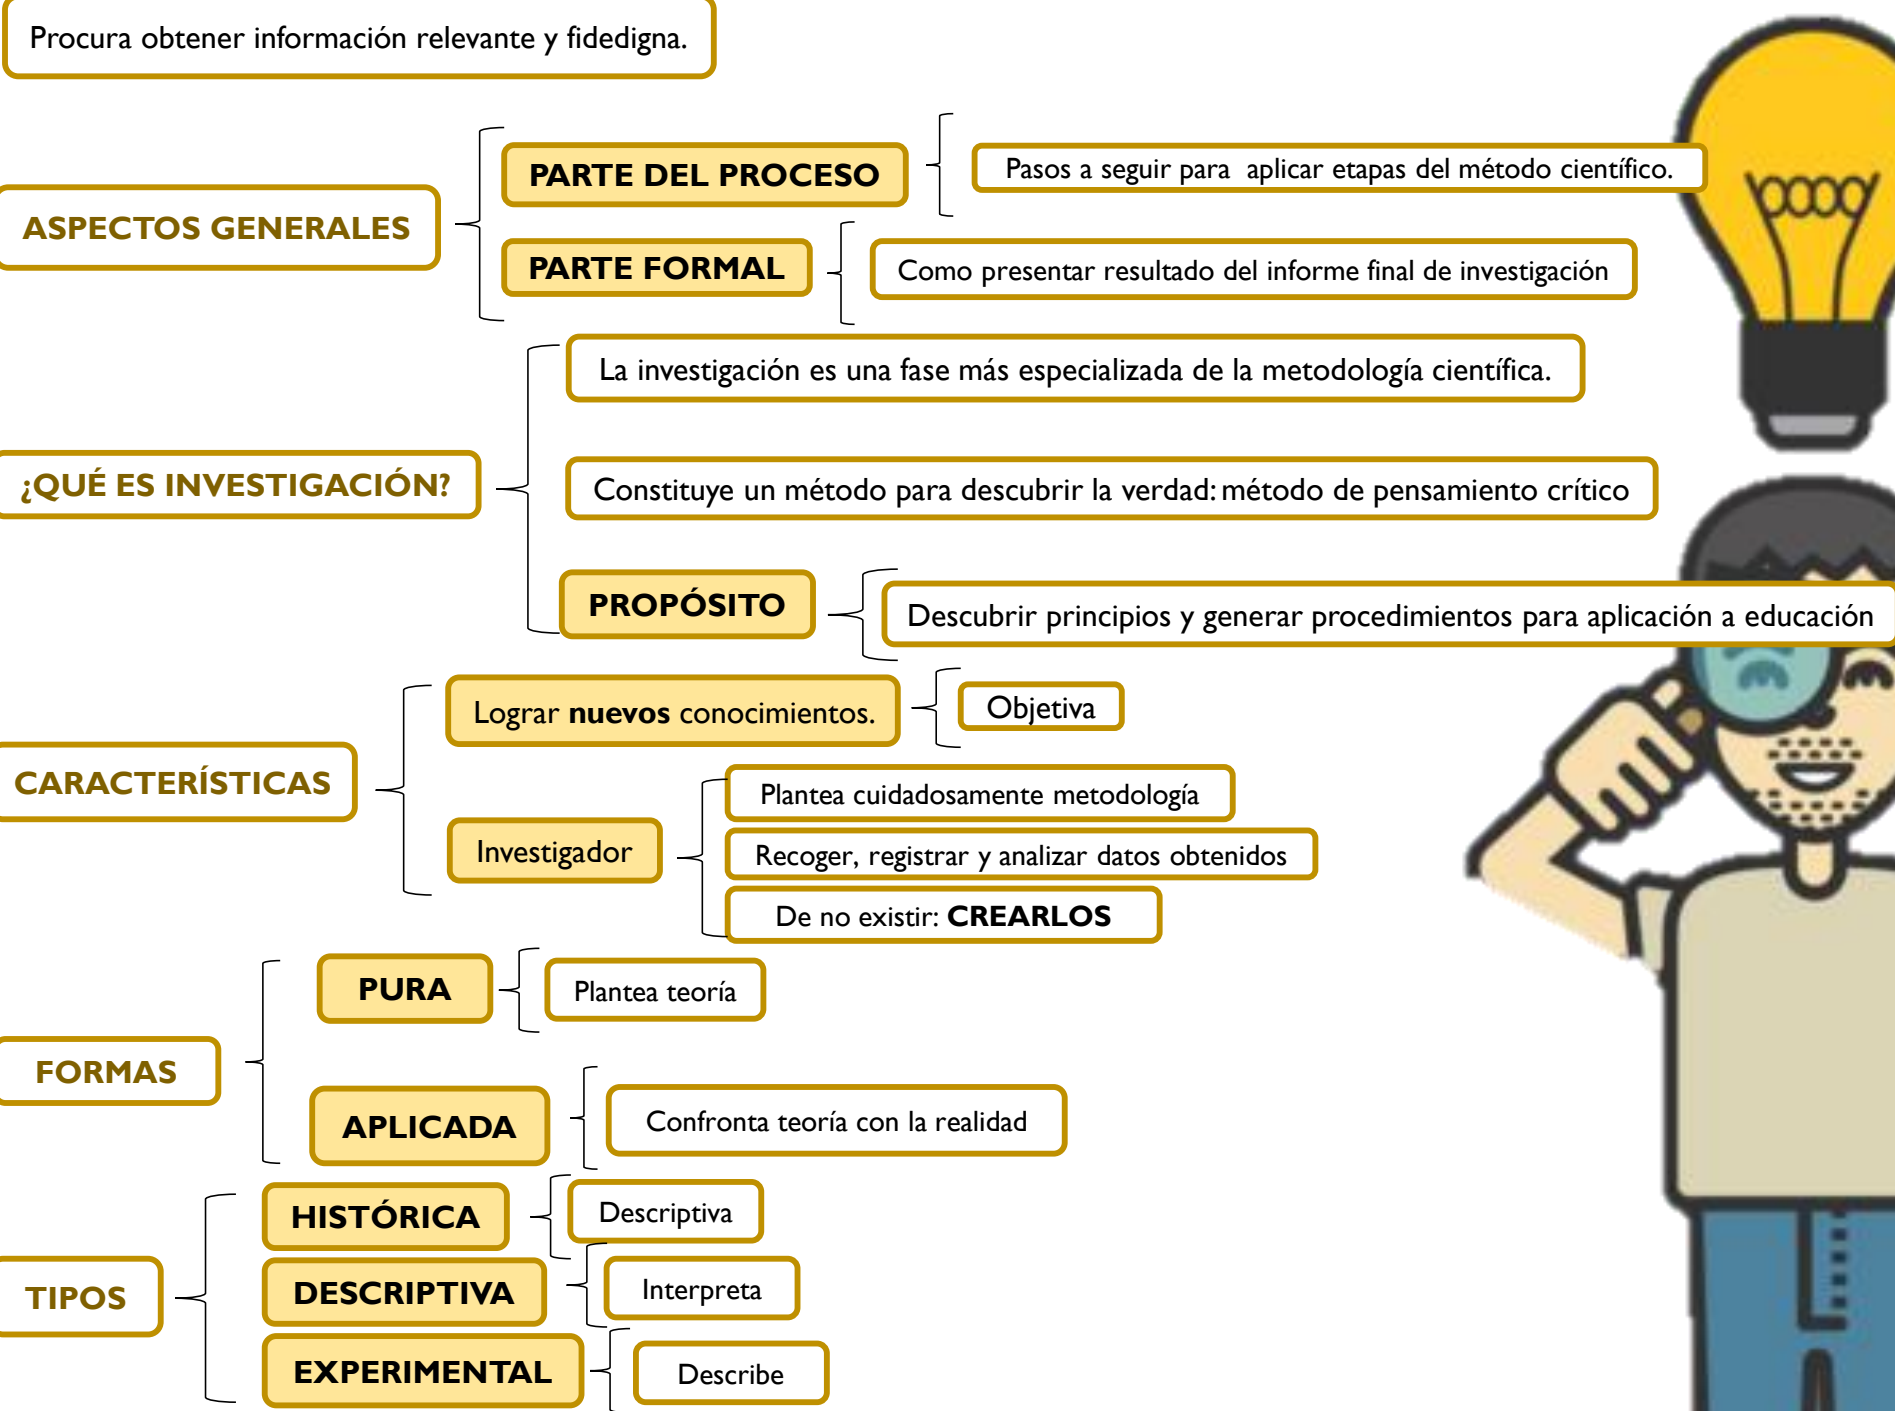 Procura obtener información relevante y fidedigna.
ASPECTOS GENERALES
PARTE DEL PROCESO
Pasos a seguir para aplicar etapas del método científico.
PARTE FORMAL
Como presentar resultado del informe final de investigación
¿QUÉ ES INVESTIGACIÓN?
La investigación es una fase más especializada de la metodología científica.
Constituye un método para descubrir la verdad: método de pensamiento crítico
PROPÓSITO
Descubrir principios y generar procedimientos para aplicación a educación
CARACTERÍSTICAS
Lograr nuevos conocimientos.
Objetiva
Investigador
Plantea cuidadosamente metodología
Recoger, registrar y analizar datos obtenidos
De no existir: CREARLOS
FORMAS
PURA
Plantea teoría
APLICADA
Confronta teoría con la realidad
TIPOS
HISTÓRICA
Descriptiva
DESCRIPTIVA
Interpreta
EXPERIMENTAL
Describe